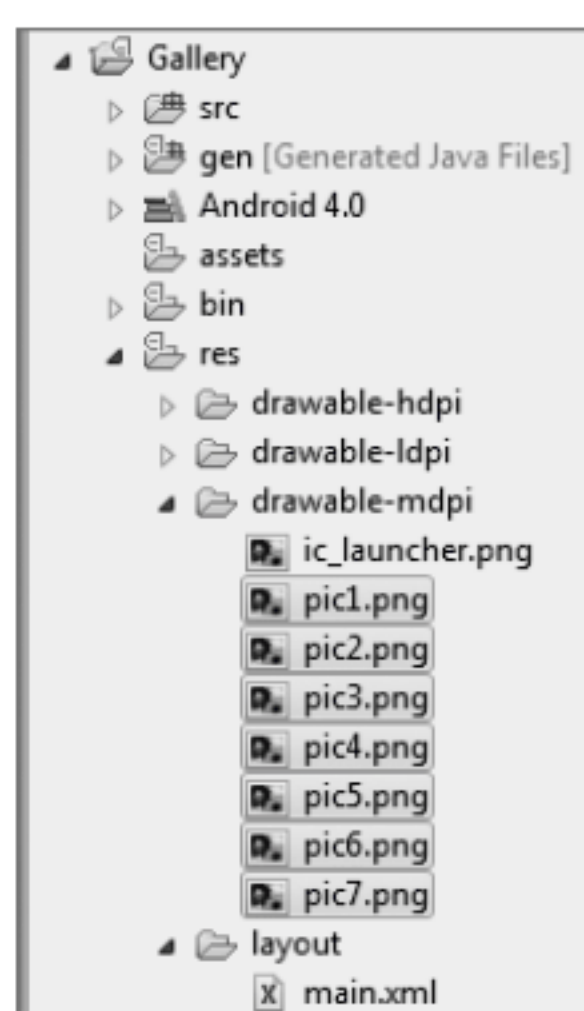 Gallery
src
gen [Generated Java Files]
Android 4.0
assets
bin
res
drawable-hdpi
drawable-ldpi
drawable-mdpi
ic_launcher.png
pic1.png
pic2.png
pic3.png
pic4.png
pic5.png
pic6.png
pic7.png
layout
main.xml